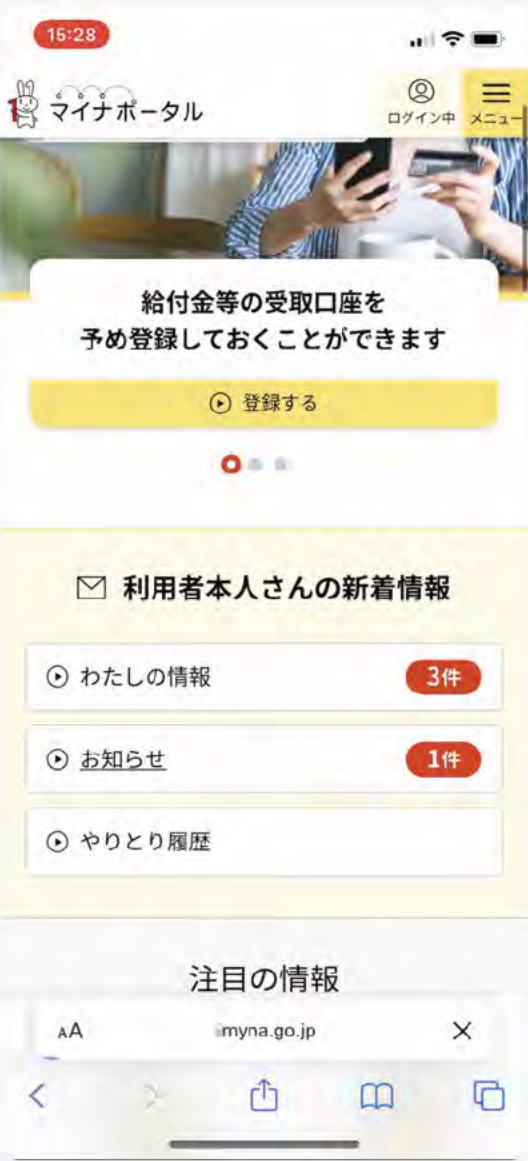 15:28
マイナポータル
ログイン中
メニュー
給付金等の受取口座を
予め登録しておくことができます
登録する
利用者本人さんの新着情報
わたしの情報
3件
お知らせ
1件
やりとり履歴
注目の情報
AA
myna.go.jp